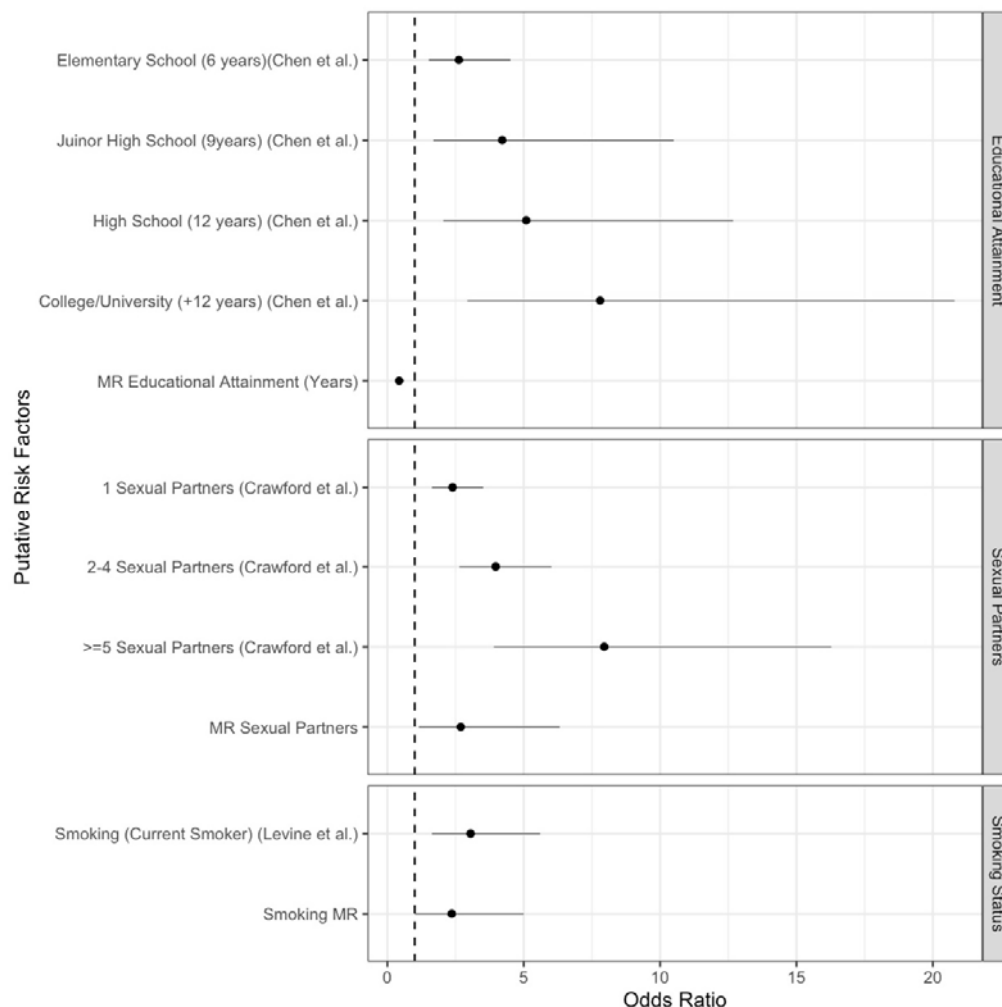 Putative Risk Factors
Elementary School (6 years)(Chen et al.)
Juinor High School (9years) (Chen et al.)
High School (12 years) (Chen et al.)
College/University (+12 years) (Chen et al.)
MR Educational Attainment (Years)
Educational Attainment
1 Sexual Partners (Crawford et al.)
2-4 Sexual Partners (Crawford et al.)
>=5 Sexual Partners (Crawford et al.)
MR Sexual Partners
Sexual Partners
Smoking (Current Smoker) (Levine et al.)
Smoking MR
Smoking Status
0 5 10 15 20
Odds Ratio